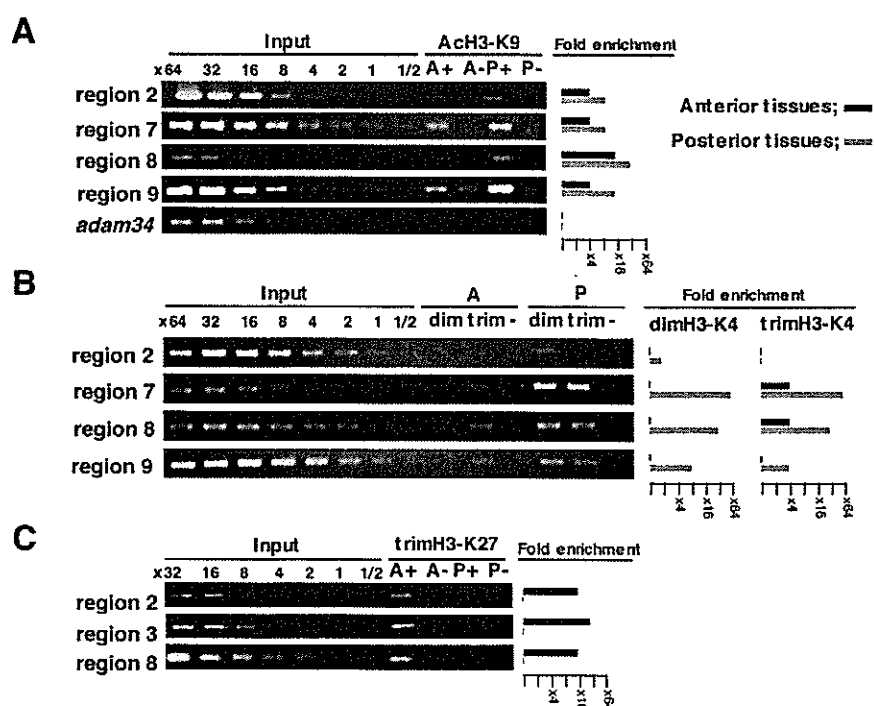 A
Input AcH3-K9 Fold enrichment
x64 32 16 8 4 2 1 1/2 A+ A- P+ P-
region 2
region 7
region 8
region 9
adam34
Anterior tissues;
Posterior tissues;
x4 x16 x64
B
Input A P Fold enrichment
x64 32 16 8 4 2 1 1/2 dim trim - dim trim - dimH3-K4 trimH3-K4
region 2
region 7
region 8
region 9
x4 x16 x64 x4 x16 x64
C
Input trimH3-K27 Fold enrichment
x32 16 8 4 2 1 1/2 A+ A- P+ P-
region 2
region 3
region 8
x4 x16 x64